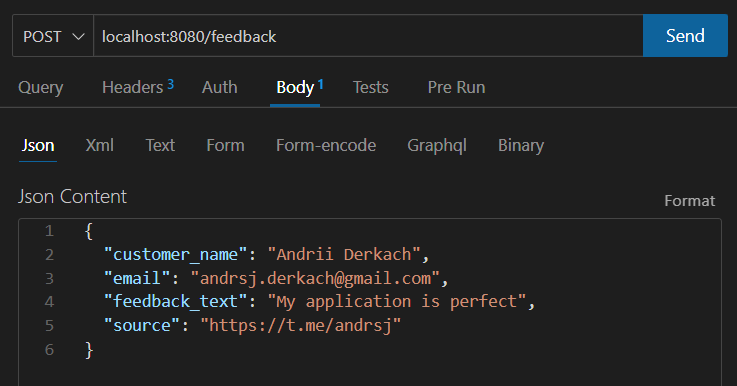 POST localhost:8080/feedback Send
Query Headers 3 Auth Body 1 Tests Pre Run
Json Xml Text Form Form-encode Graphql Binary
Json Content
Format
1 {
2 "customer_name": "Andrii Derkach",
3 "email": "andrsj.derkach@gmail.com",
4 "feedback_text": "My application is perfect",
5 "source": "https://t.me/andrsj"
6 }